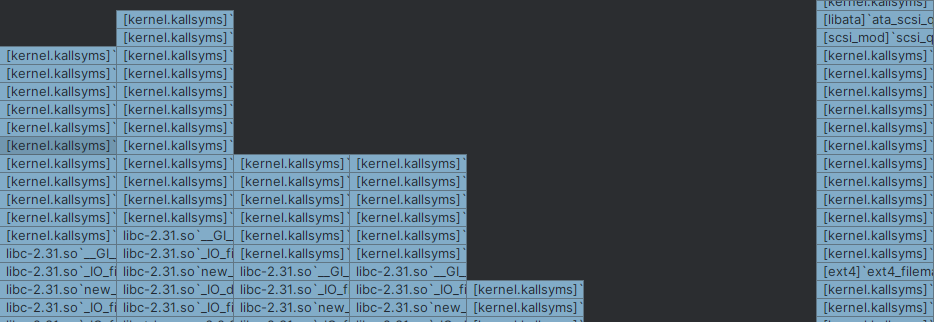 [kernel.kallsyms]`
[kernel.kallsyms]` [libata]`ata_scsi_q
[kernel.kallsyms]` [scsi_mod]`scsi_q
[kernel.kallsyms]` [kernel.kallsyms]` [kernel.kallsyms]`
[kernel.kallsyms]` [kernel.kallsyms]` [kernel.kallsyms]`
[kernel.kallsyms]` [kernel.kallsyms]` [kernel.kallsyms]`
[kernel.kallsyms]` [kernel.kallsyms]` [kernel.kallsyms]`
[kernel.kallsyms]` [kernel.kallsyms]` [kernel.kallsyms]`
[kernel.kallsyms]` [kernel.kallsyms]` [kernel.kallsyms]`
[kernel.kallsyms]` [kernel.kallsyms]` [kernel.kallsyms]` [kernel.kallsyms]` [kernel.kallsyms]`
[kernel.kallsyms]` [kernel.kallsyms]` [kernel.kallsyms]` [kernel.kallsyms]` [kernel.kallsyms]`
[kernel.kallsyms]` [kernel.kallsyms]` [kernel.kallsyms]` [kernel.kallsyms]` [kernel.kallsyms]`
[kernel.kallsyms]` [kernel.kallsyms]` [kernel.kallsyms]` [kernel.kallsyms]` [kernel.kallsyms]`
[kernel.kallsyms]` libc-2.31.so`__GI_ [kernel.kallsyms]` [kernel.kallsyms]` [kernel.kallsyms]`
libc-2.31.so`__GI_ libc-2.31.so`_IO_fi [kernel.kallsyms]` [kernel.kallsyms]` [kernel.kallsyms]`
libc-2.31.so`_IO_fi libc-2.31.so`new_ libc-2.31.so`__GI_ libc-2.31.so`__GI_ [ext4]`ext4_filema
libc-2.31.so`new_ libc-2.31.so`_IO_d libc-2.31.so`_IO_fi libc-2.31.so`_IO_fi [kernel.kallsyms]` [kernel.kallsyms]`
libc-2.31.so`_IO_fi libc-2.31.so`_IO_fi libc-2.31.so`new_ libc-2.31.so`new_ [kernel.kallsyms]` [kernel.kallsyms]`